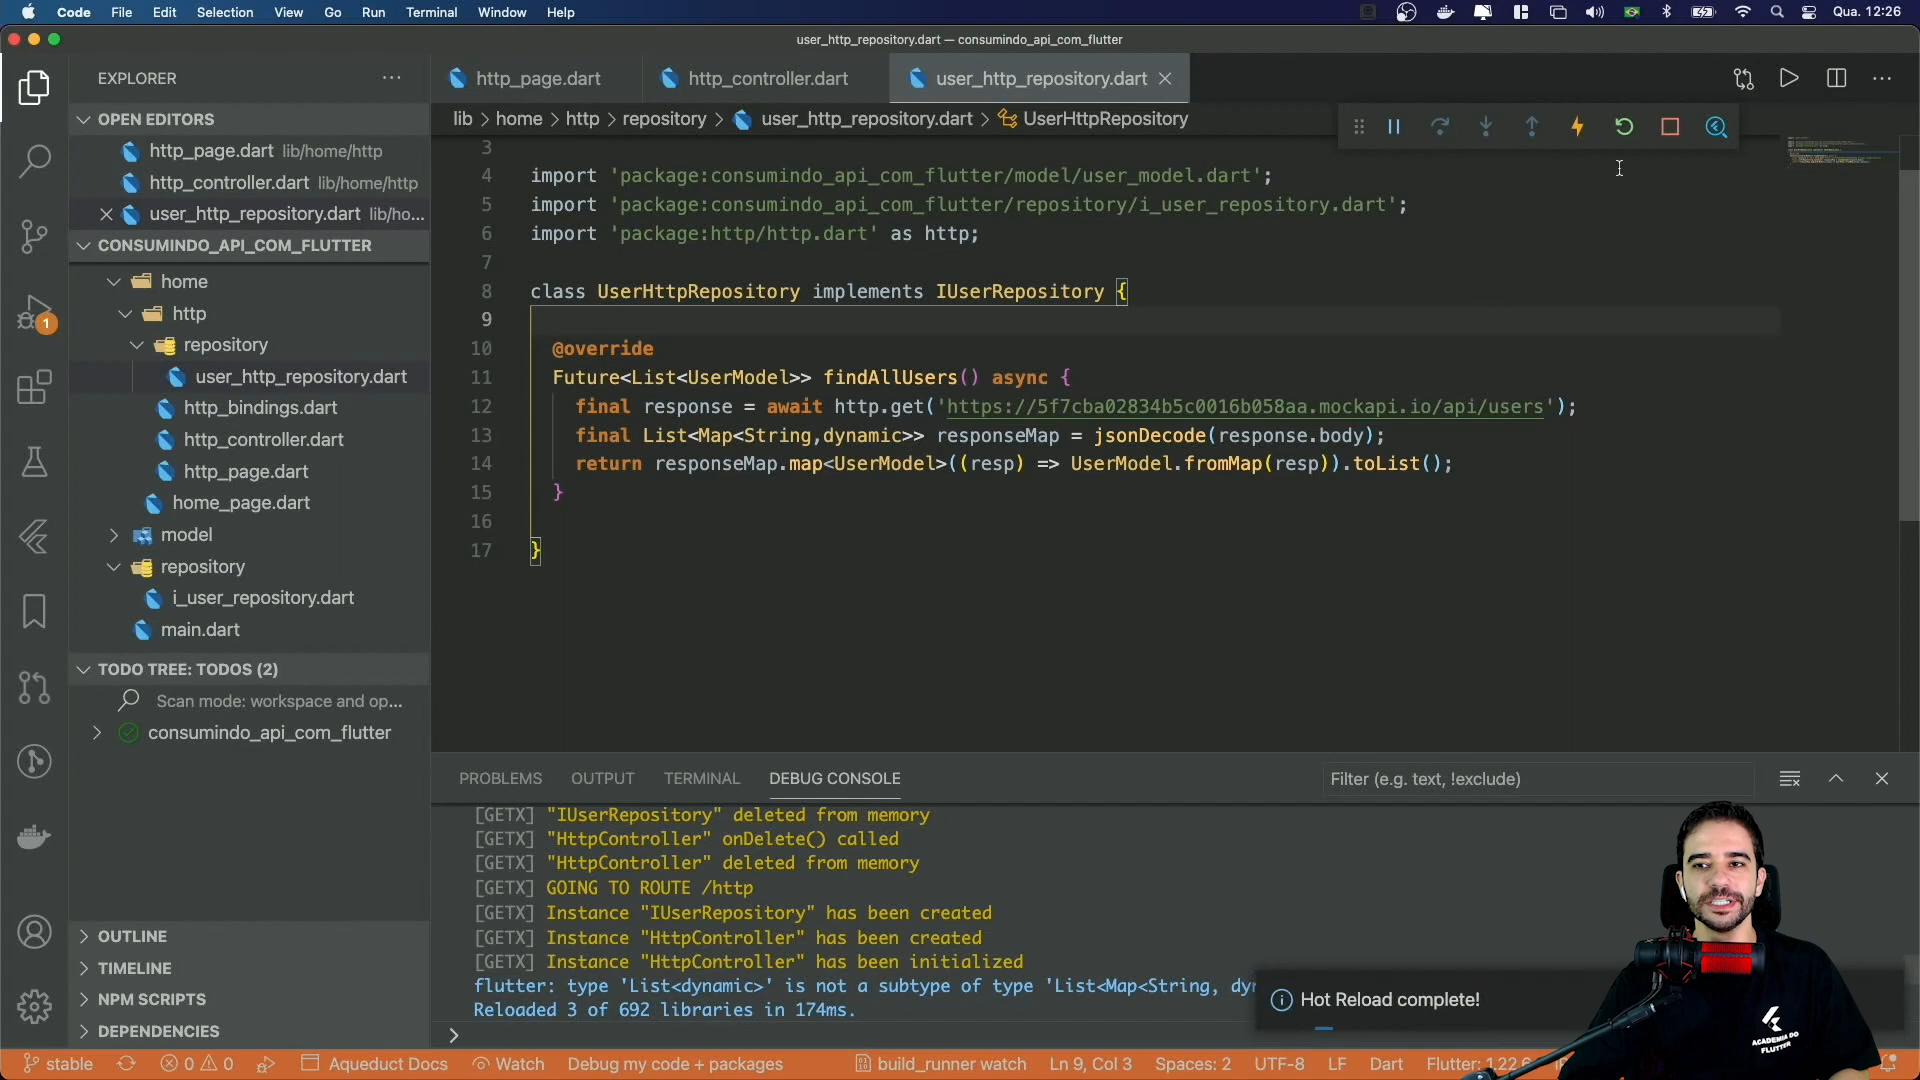 Code File Edit Selection View Go Run Terminal Window Help Qua. 12:26
user_http_repository.dart — consumindo_api_com_flutter
EXPLORER
http_page.dart http_controller.dart user_http_repository.dart
OPEN EDITORS
lib > home > http > repository > user_http_repository.dart > UserHttpRepository
http_page.dart lib/home/http
http_controller.dart lib/home/http
user_http_repository.dart lib/ho...
CONSUMINDO_API_COM_FLUTTER
home
http
repository
user_http_repository.dart
http_bindings.dart
http_controller.dart
http_page.dart
home_page.dart
model
repository
i_user_repository.dart
main.dart
TODO TREE: TODOS (2)
Scan mode: workspace and op...
consumindo_api_com_flutter
OUTLINE
TIMELINE
NPM SCRIPTS
DEPENDENCIES
1
3
4 import 'package:consumindo_api_com_flutter/model/user_model.dart';
5 import 'package:consumindo_api_com_flutter/repository/i_user_repository.dart';
6 import 'package:http/http.dart' as http;
7
8 class UserHttpRepository implements IUserRepository {
9
10 @override
11 Future<List<UserModel>> findAllUsers() async {
12 final response = await http.get('https://5f7cba02834b5c0016b058aa.mockapi.io/api/users');
13 final List<Map<String,dynamic>> responseMap = jsonDecode(response.body);
14 return responseMap.map<UserModel>((resp) => UserModel.fromMap(resp)).toList();
15 }
16
17 }
PROBLEMS OUTPUT TERMINAL DEBUG CONSOLE Filter (e.g. text, !exclude)
[GETX] "IUserRepository" deleted from memory
[GETX] "HttpController" onDelete() called
[GETX] "HttpController" deleted from memory
[GETX] GOING TO ROUTE /http
[GETX] Instance "IUserRepository" has been created
[GETX] Instance "HttpController" has been created
[GETX] Instance "HttpController" has been initialized
flutter: type 'List<dynamic>' is not a subtype of type 'List<Map<String,
Reloaded 3 of 692 libraries in 174ms.
Hot Reload complete!
ACADEMIA DO
FLUTTER
stable 0 0 Aqueduct Docs Watch Debug my code + packages build_runner watch Ln 9, Col 3 Spaces: 2 UTF-8 LF Dart Flutter: 1.22.6